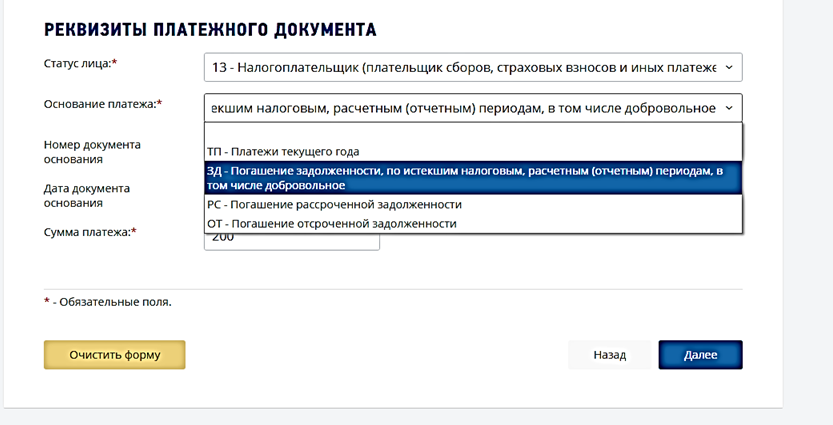 РЕКВИЗИТЫ ПЛАТЕЖНОГО ДОКУМЕНТА
Статус лица:*
13 - Налогоплательщик (плательщик сборов, страховых взносов и иных платеже
Основание платежа:*
екшим налоговым, расчетным (отчетным) периодам, в том числе добровольное
Номер документа
основания
ТП - Платежи текущего года
ЗД - Погашение задолженности, по истекшим налоговым, расчетным (отчетным) периодам, в
том числе добровольное
Дата документа
основания
РС - Погашение рассроченной задолженности
ОТ - Погашение отсроченной задолженности
Сумма платежа:*
200
* - Обязательные поля.
Очистить форму
Назад
Далее